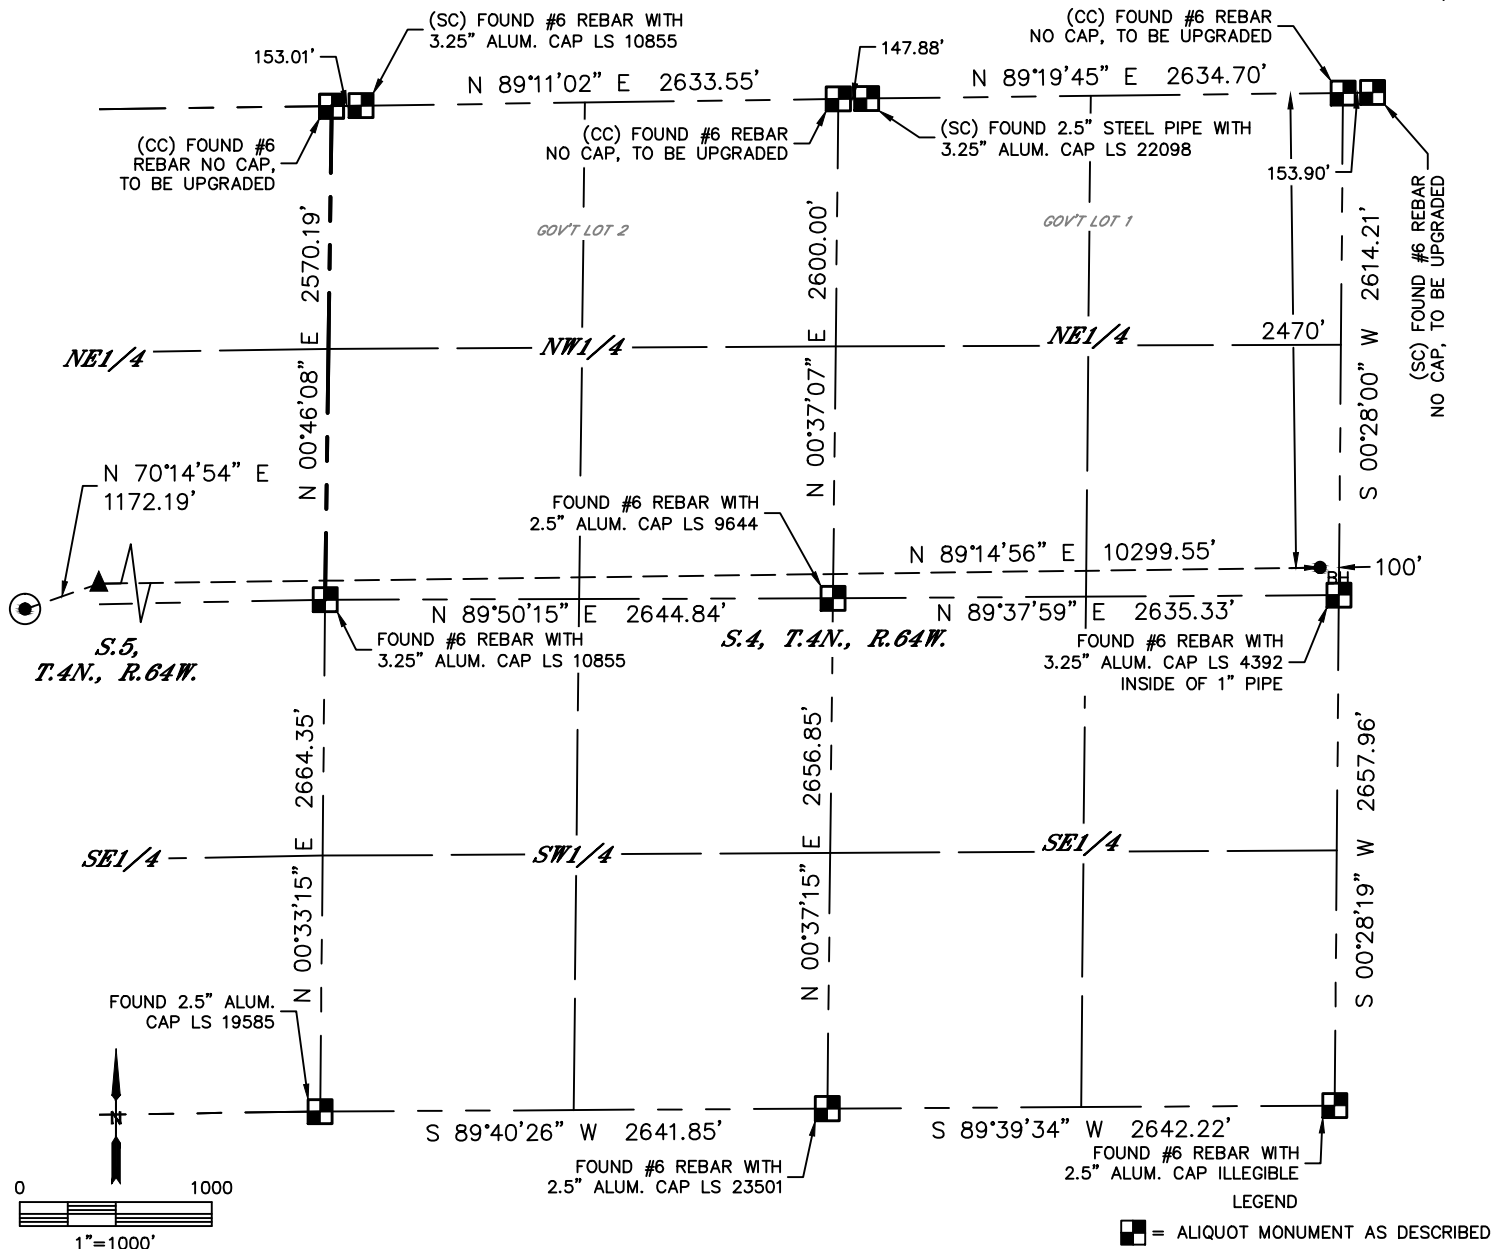 (SC) FOUND #6 REBAR WITH
3.25" ALUM. CAP LS 10855
(CC) FOUND #6 REBAR
NO CAP, TO BE UPGRADED
153.01'
147.88'
N 89°11'02" E 2633.55'
N 89°19'45" E 2634.70'
(CC) FOUND #6
REBAR NO CAP,
TO BE UPGRADED
(CC) FOUND #6 REBAR
NO CAP, TO BE UPGRADED
(SC) FOUND 2.5" STEEL PIPE WITH
3.25" ALUM. CAP LS 22098
153.90'
(SC) FOUND #6 REBAR
NO CAP, TO BE UPGRADED
GOV'T LOT 2
GOV'T LOT 1
N 00°46'08" E 2570.19'
N 00°37'07" E 2600.00'
S 00°28'00" W 2614.21'
2470'
NE1/4
NW1/4
NE1/4
N 70°14'54" E
1172.19'
FOUND #6 REBAR WITH
2.5" ALUM. CAP LS 9644
N 89°14'56" E 10299.55'
BH
100'
N 89°50'15" E 2644.84'
N 89°37'59" E 2635.33'
S.5,
T.4N., R.64W.
FOUND #6 REBAR WITH
3.25" ALUM. CAP LS 10855
S.4, T.4N., R.64W.
FOUND #6 REBAR WITH
3.25" ALUM. CAP LS 4392
INSIDE OF 1" PIPE
N 00°33'15" E 2664.35'
N 00°37'15" E 2656.85'
S 00°28'19" W 2657.96'
SE1/4
SW1/4
SE1/4
FOUND 2.5" ALUM.
CAP LS 19585
N
S 89°40'26" W 2641.85'
S 89°39'34" W 2642.22'
FOUND #6 REBAR WITH
2.5" ALUM. CAP LS 23501
FOUND #6 REBAR WITH
2.5" ALUM. CAP ILLEGIBLE
0 1000
1"=1000'
LEGEND
= ALIQUOT MONUMENT AS DESCRIBED